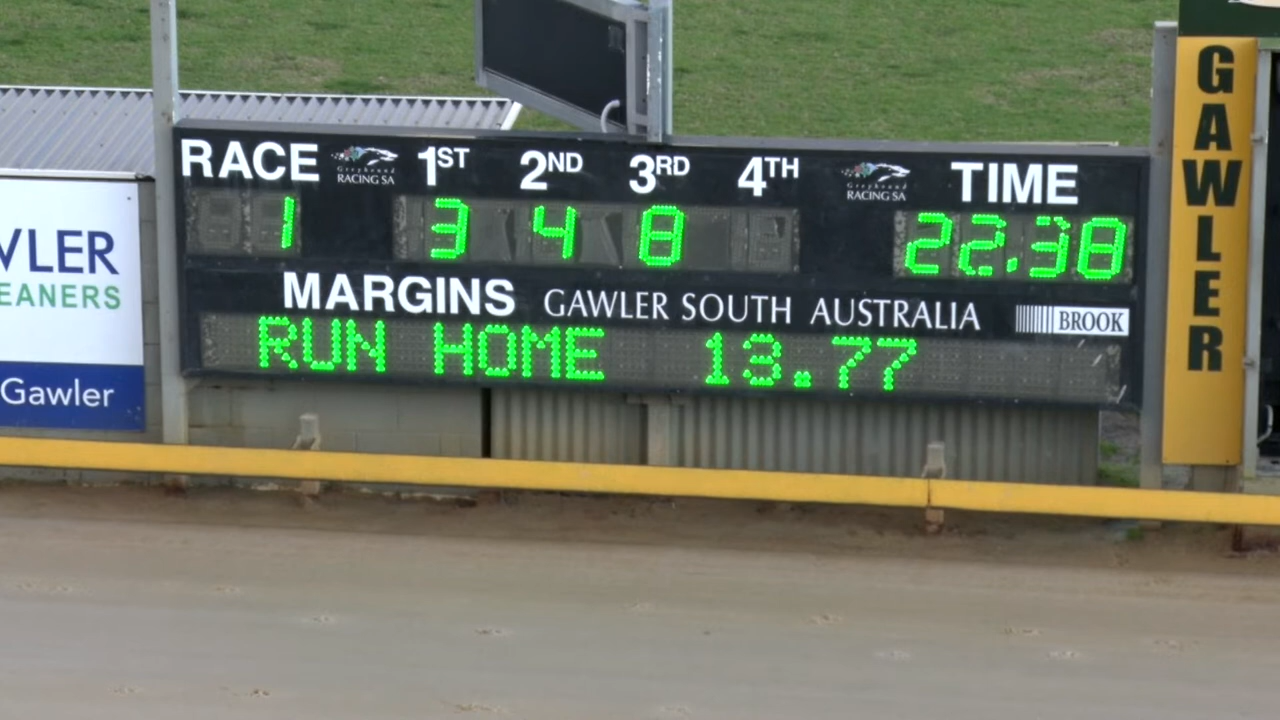 RACE Greyhound RACING SA 1ST 2ND 3RD 4TH Greyhound RACING SA TIME
1 3 4 8 22.38
MARGINS GAWLER SOUTH AUSTRALIA BROOK
RUN HOME 13.77
WLER
EANERS
Gawler
GAWLER